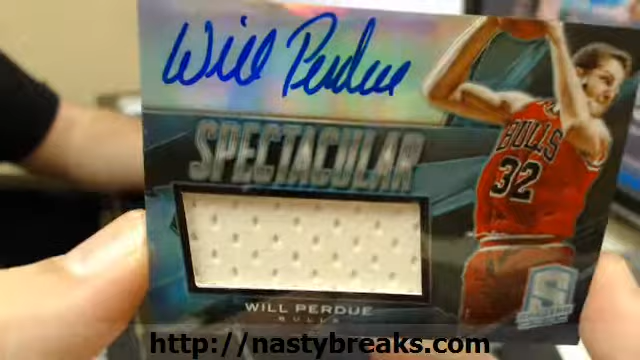 Will Perdue
SPECTACULAR
BULLS
32
WILL PERDUE
BULLS
S
http://nastybreaks.com